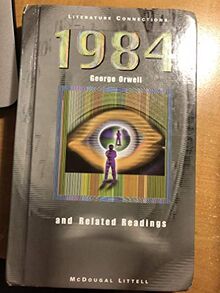 LITERATURE CONNECTIONS
1984
George Orwell
and Related Readings
MCDOUGAL LITTELL